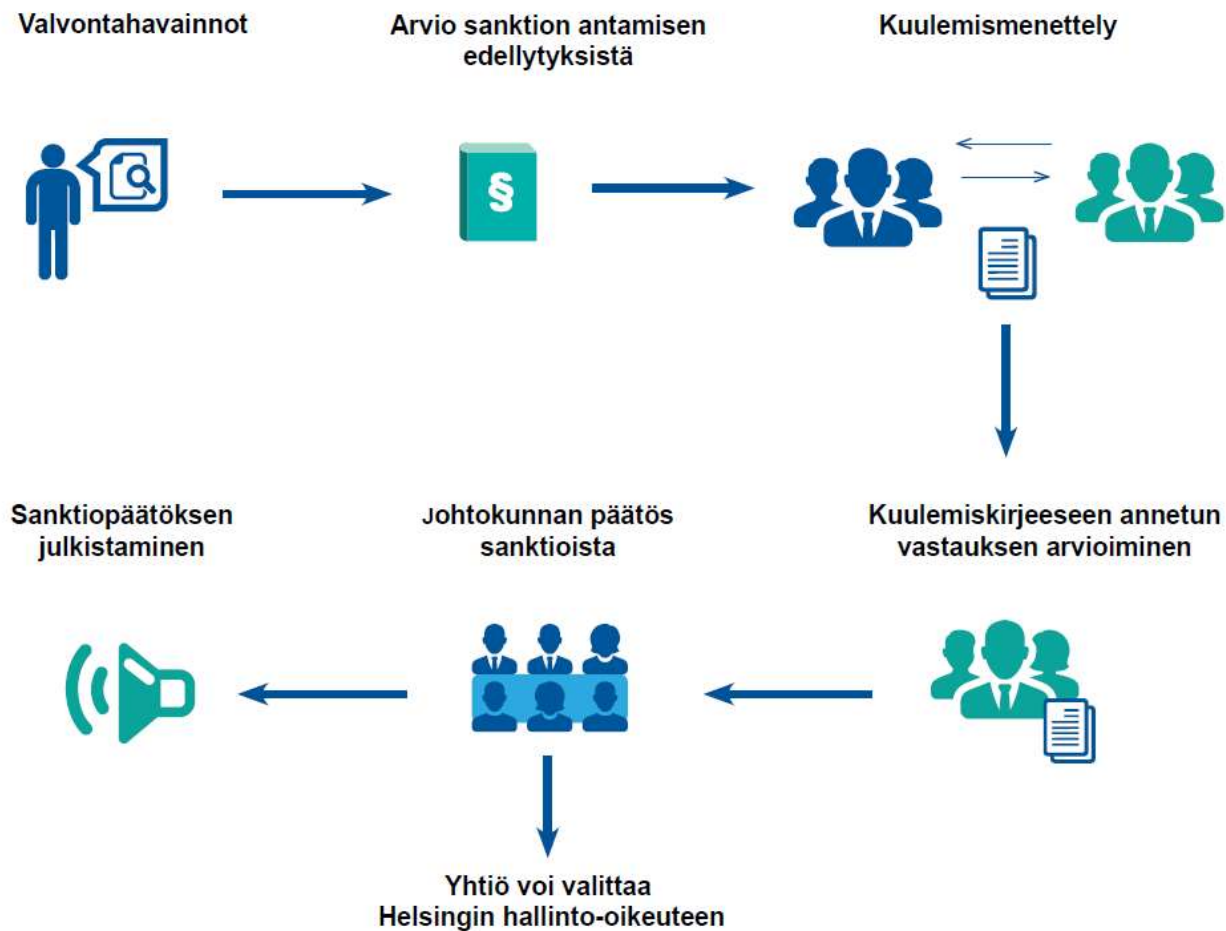 Valvontahavainnot
Arvio sanktion antamisen
edellytyksistä
Kuulemismenettely
§
Kuulemiskirjeeseen annetun
vastauksen arvioiminen
Johtokunnan päätös
sanktioista
Sanktiopäätöksen
julkistaminen
Yhtiö voi valittaa
Helsingin hallinto-oikeuteen